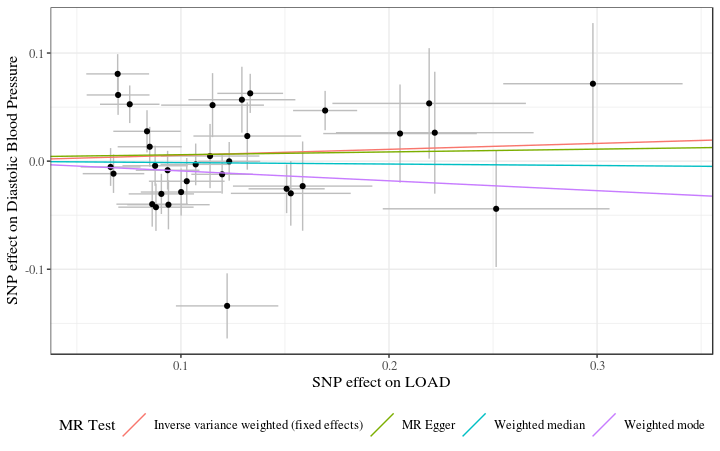 SNP effect on Diastolic Blood Pressure
0.1
0.0
-0.1
0.1
0.2
0.3
SNP effect on LOAD
MR Test
Inverse variance weighted (fixed effects)
MR Egger
Weighted median
Weighted mode